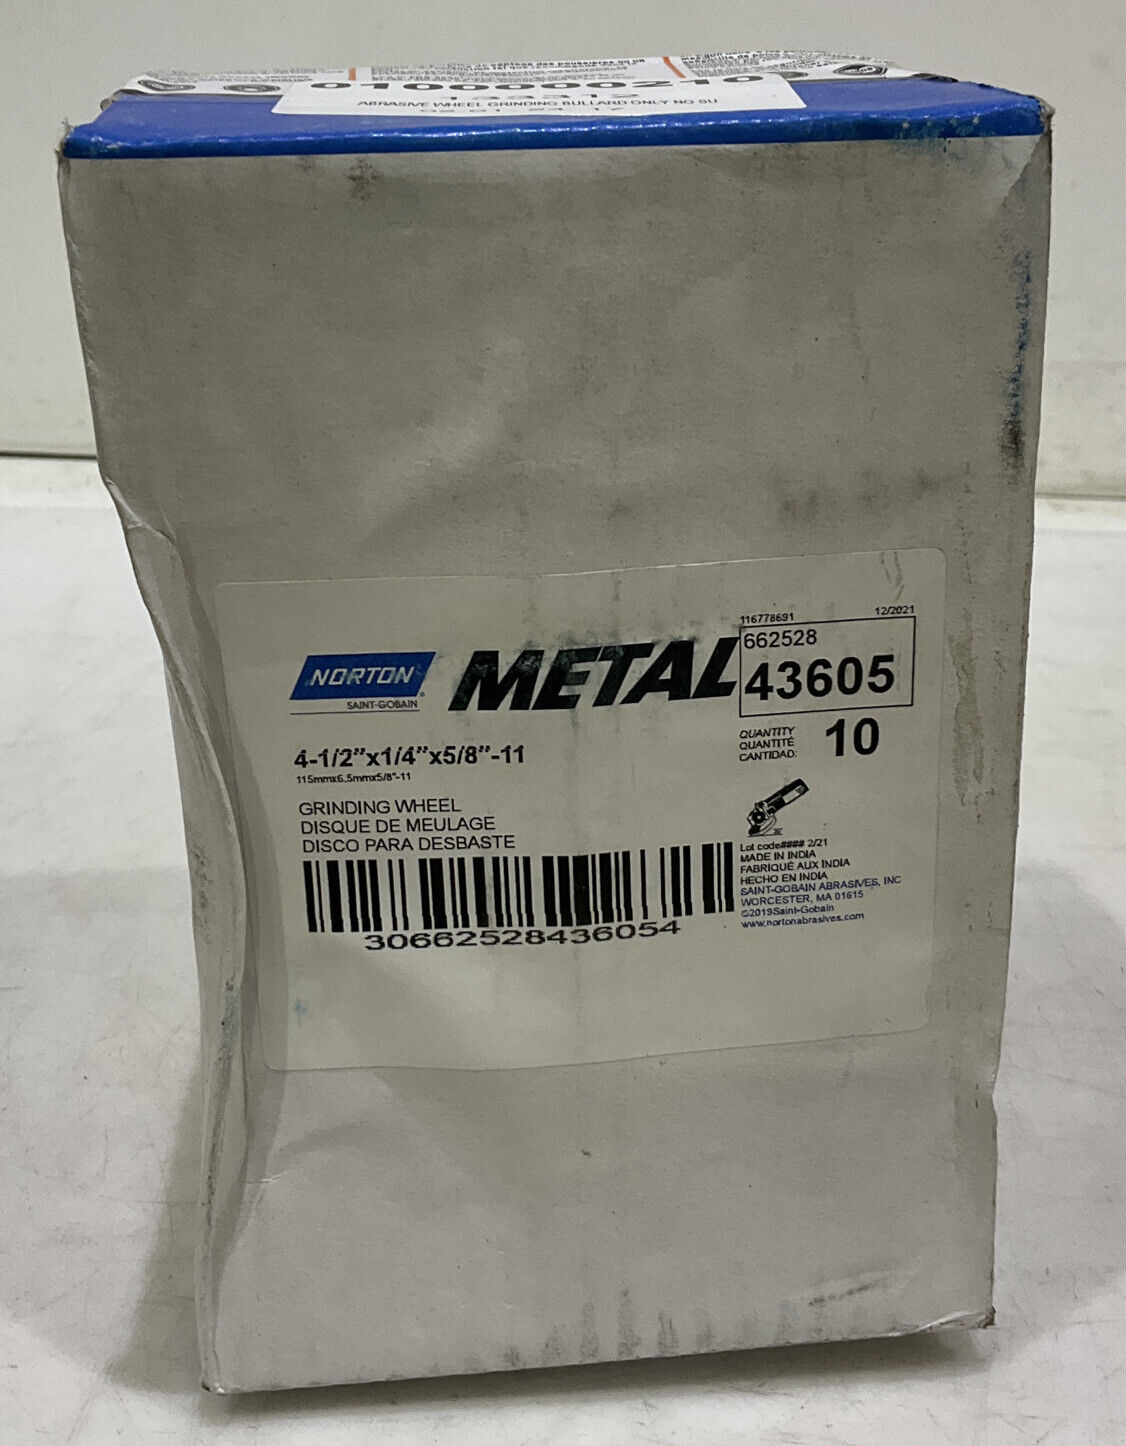 01000000210
ABRASIVE WHEEL GRINDING BULLARD ONLY NO SU
116778691 12/2021
662528
43605
NORTON
SAINT-GOBAIN
METAL
4-1/2"x1/4"x5/8"-11
115mmx6.5mmx5/8"-11
QUANTITY
QUANTITÉ
CANTIDAD:
10
GRINDING WHEEL
DISQUE DE MEULAGE
DISCO PARA DESBASTE
30662528436054
Lot code#### 2/21
MADE IN INDIA
FABRIQUÉ AUX INDIA
HECHO EN INDIA
SAINT-GOBAIN ABRASIVES, INC
WORCESTER, MA 01615
©2019Saint-Gobain
www.nortonabrasives.com